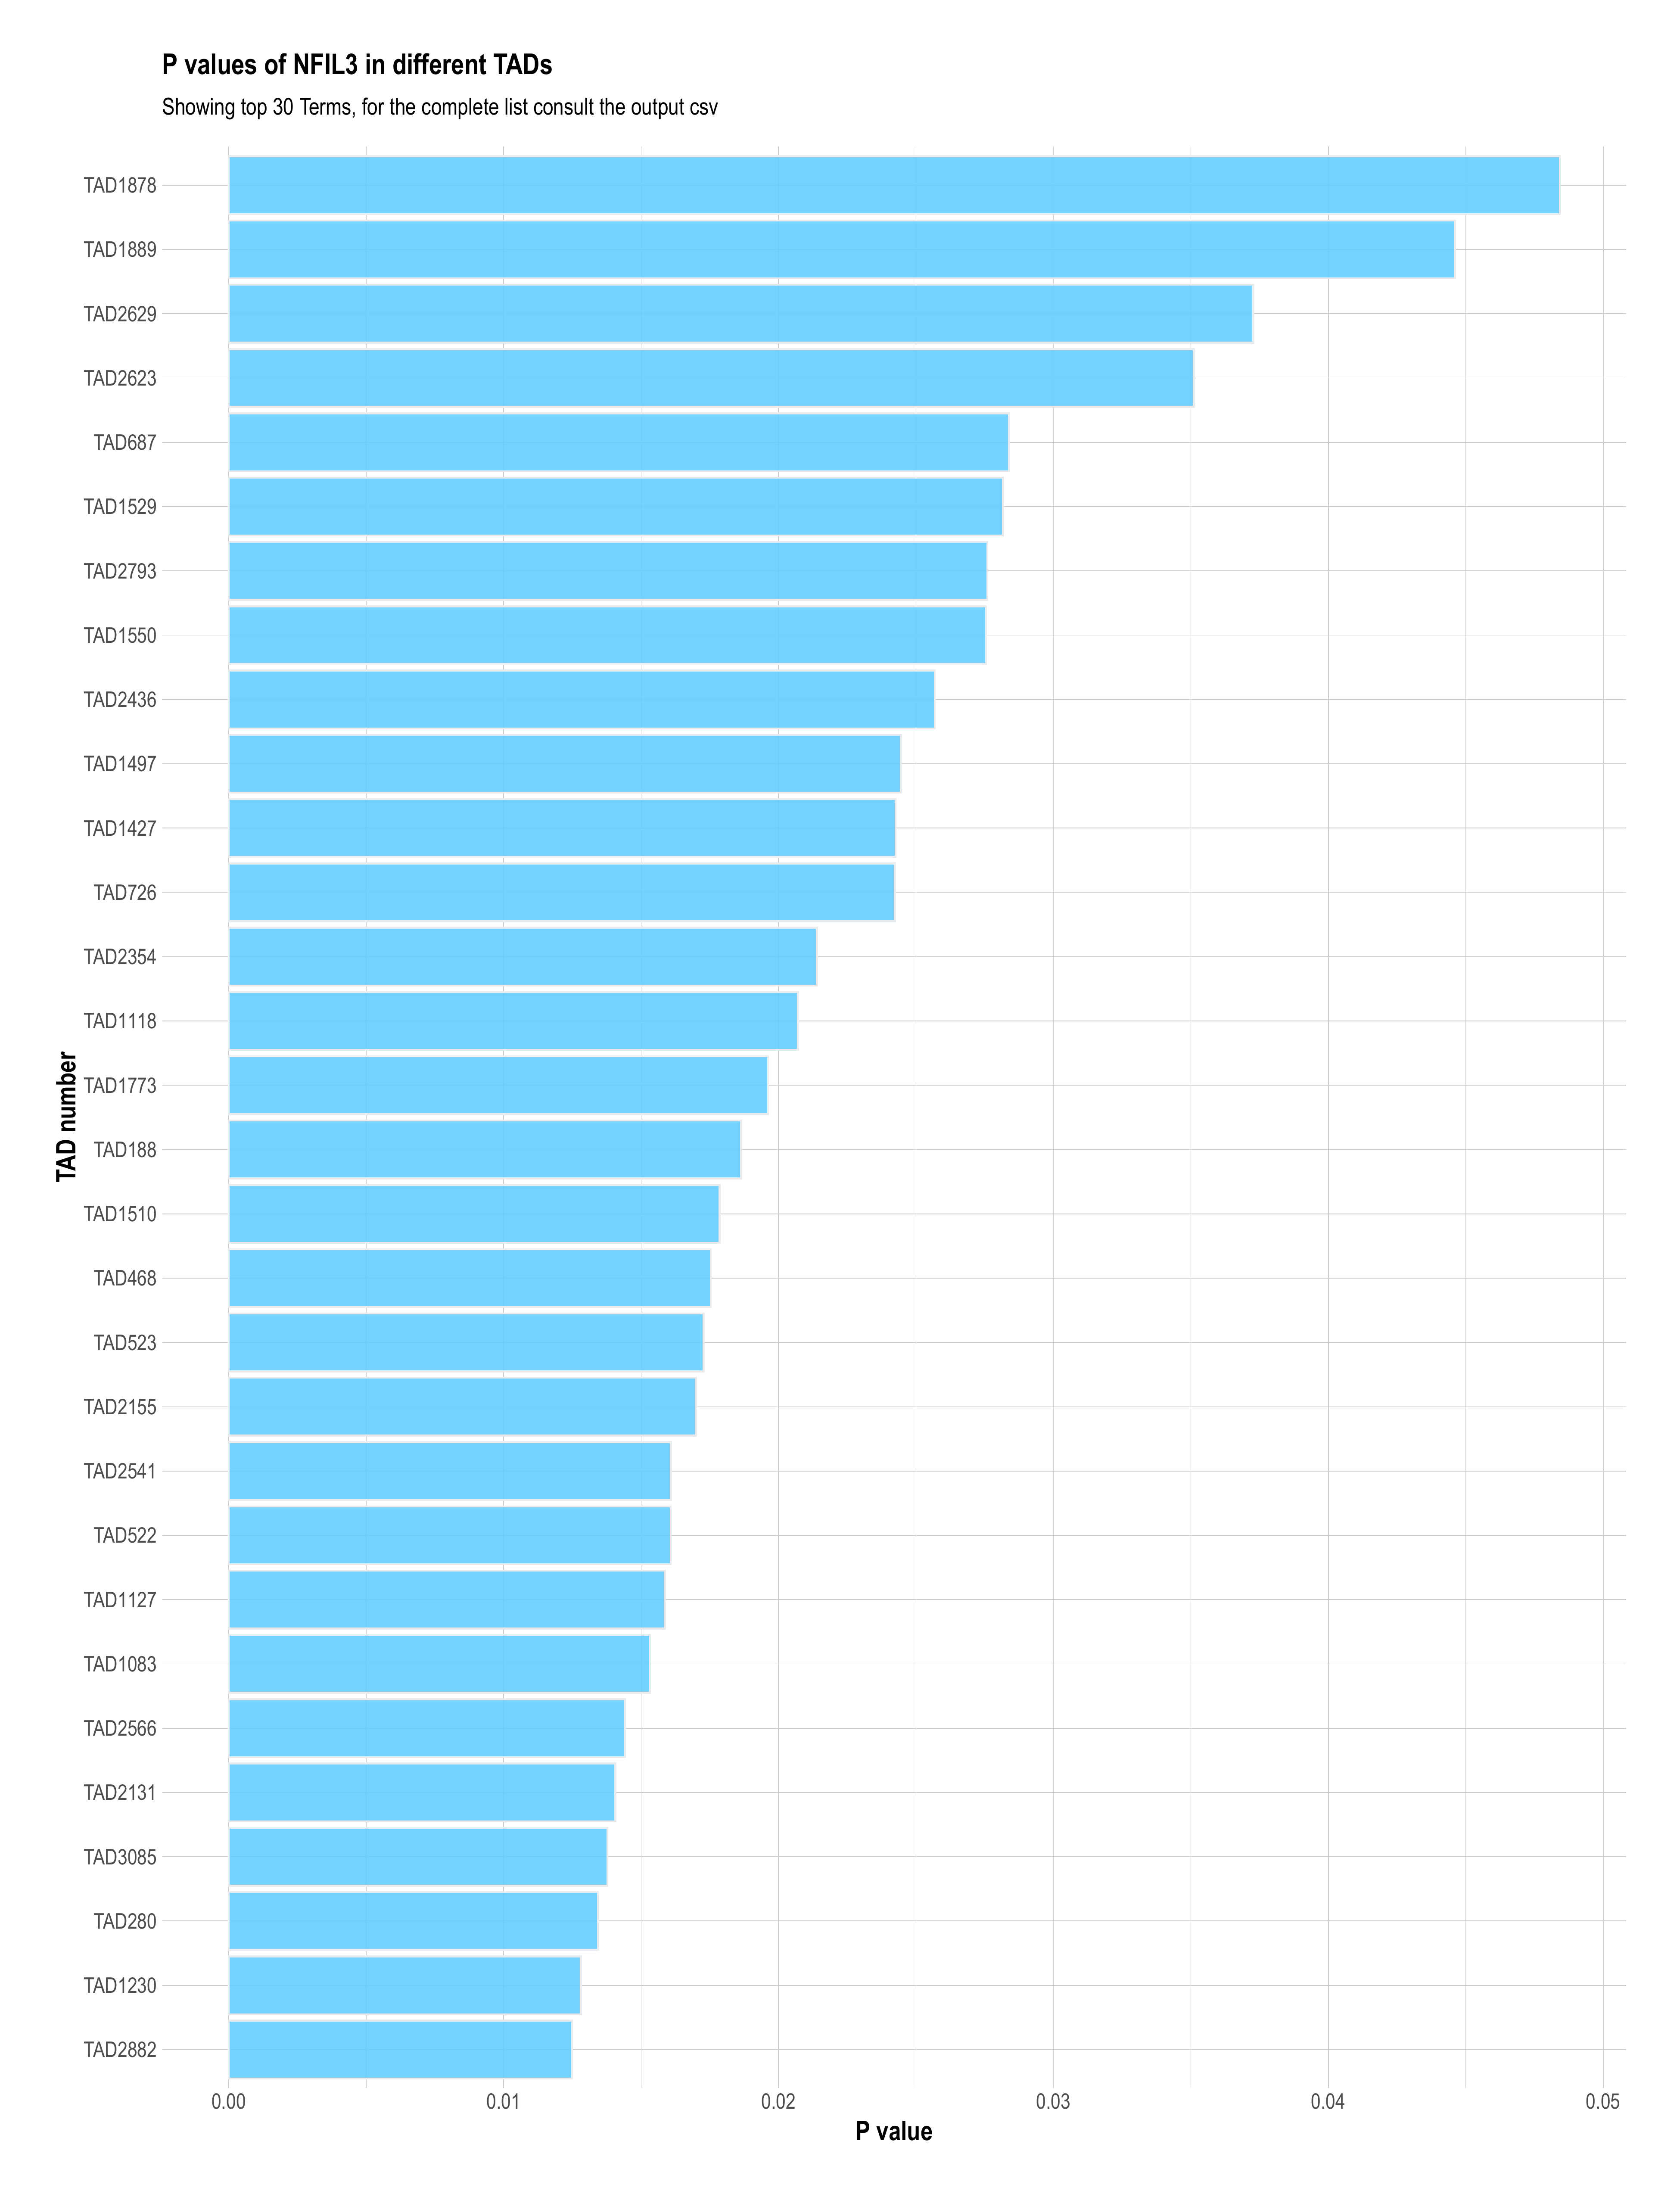 P values of NFIL3 in different TADs
Showing top 30 Terms, for the complete list consult the output csv
TAD number
TAD1878
TAD1889
TAD2629
TAD2623
TAD687
TAD1529
TAD2793
TAD1550
TAD2436
TAD1497
TAD1427
TAD726
TAD2354
TAD1118
TAD1773
TAD188
TAD1510
TAD468
TAD523
TAD2155
TAD2541
TAD522
TAD1127
TAD1083
TAD2566
TAD2131
TAD3085
TAD280
TAD1230
TAD2882
0.00 0.01 0.02 0.03 0.04 0.05
P value